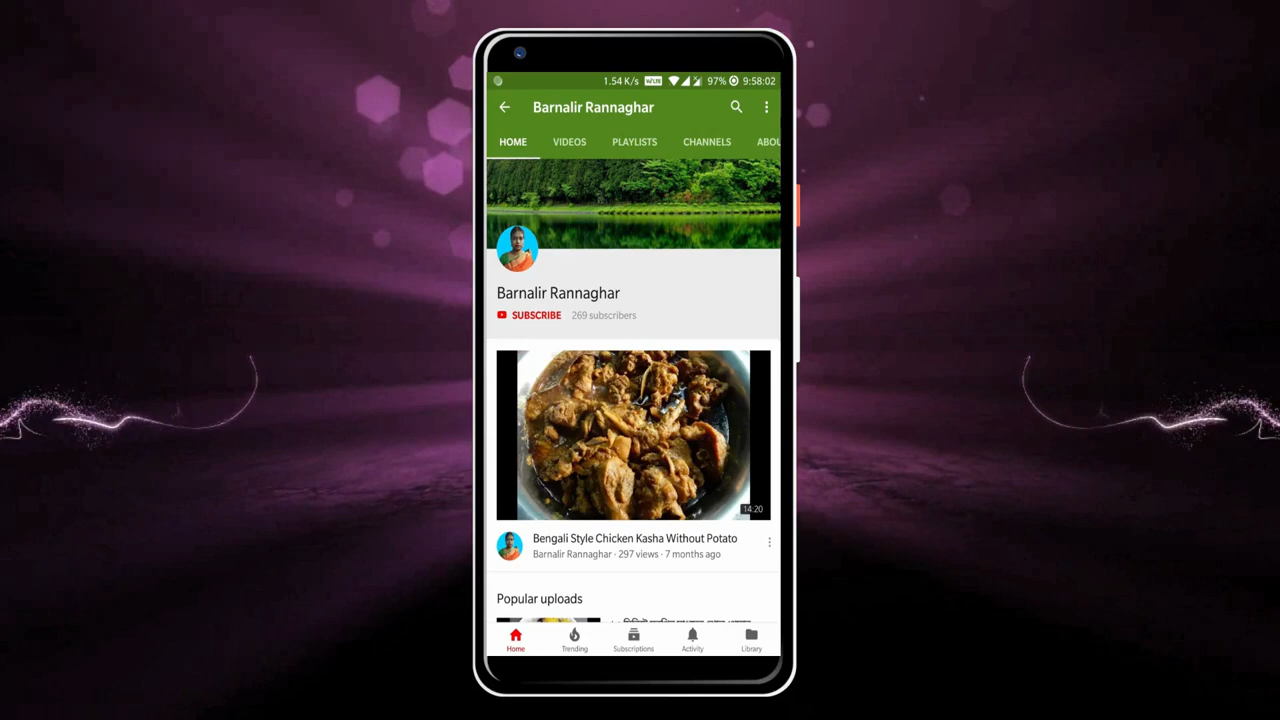 1.54 K/s VoLTE 97% 9:58:02
Barnalir Rannaghar
HOME VIDEOS PLAYLISTS CHANNELS ABOU
Barnalir Rannaghar
SUBSCRIBE 269 subscribers
14:20
Bengali Style Chicken Kasha Without Potato
Barnalir Rannaghar · 297 views · 7 months ago
Popular uploads
Home Trending Subscriptions Activity Library